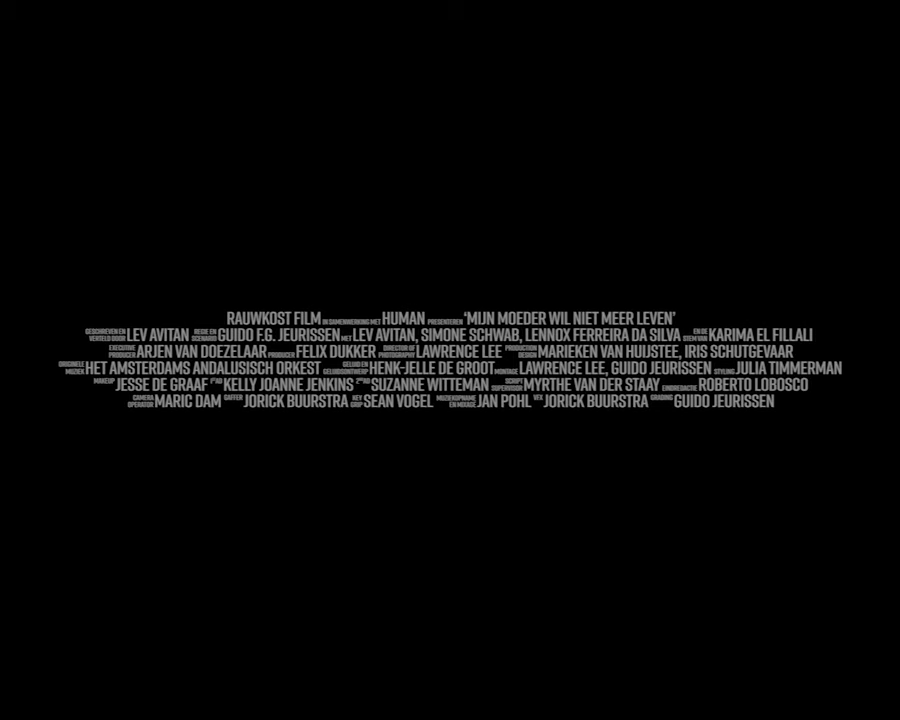 RAUWKOST FILM IN SAMENWERKING MET HUMAN PRESENTEREN ‘MIJN MOEDER WIL NIET MEER LEVEN’
GESCHREVEN EN VERTELD DOOR LEV AVITAN REGIE EN SCENARIO GUIDO F.G. JEURISSEN MET LEV AVITAN, SIMONE SCHWAB, LENNOX FERREIRA DA SILVA EN DE STEM VAN KARIMA EL FILLALI
EXECUTIVE PRODUCER ARJEN VAN DOEZELAAR PRODUCER FELIX DUKKER DIRECTOR OF PHOTOGRAPHY LAWRENCE LEE PRODUCTION DESIGN MARIEKEN VAN HUIJSTEE, IRIS SCHUTGEVAAR
ORIGINELE MUZIEK HET AMSTERDAMS ANDALUSISCH ORKEST GELUID EN GELUIDSONTWERP HENK-JELLE DE GROOT MONTAGE LAWRENCE LEE, GUIDO JEURISSEN STYLING JULIA TIMMERMAN
MAKEUP JESSE DE GRAAF 1STAD KELLY JOANNE JENKINS 2NDAD SUZANNE WITTEMAN SCRIPT SUPERVISION MYRTHE VAN DER STAAY EINDREDACTIE ROBERTO LOBOSCO
CAMERA OPERATOR MARIC DAM GAFFER JORICK BUURSTRA KEY GRIP SEAN VOGEL MUZIEKOPNAME EN MIXAGE JAN POHL VFX JORICK BUURSTRA GRADING GUIDO JEURISSEN